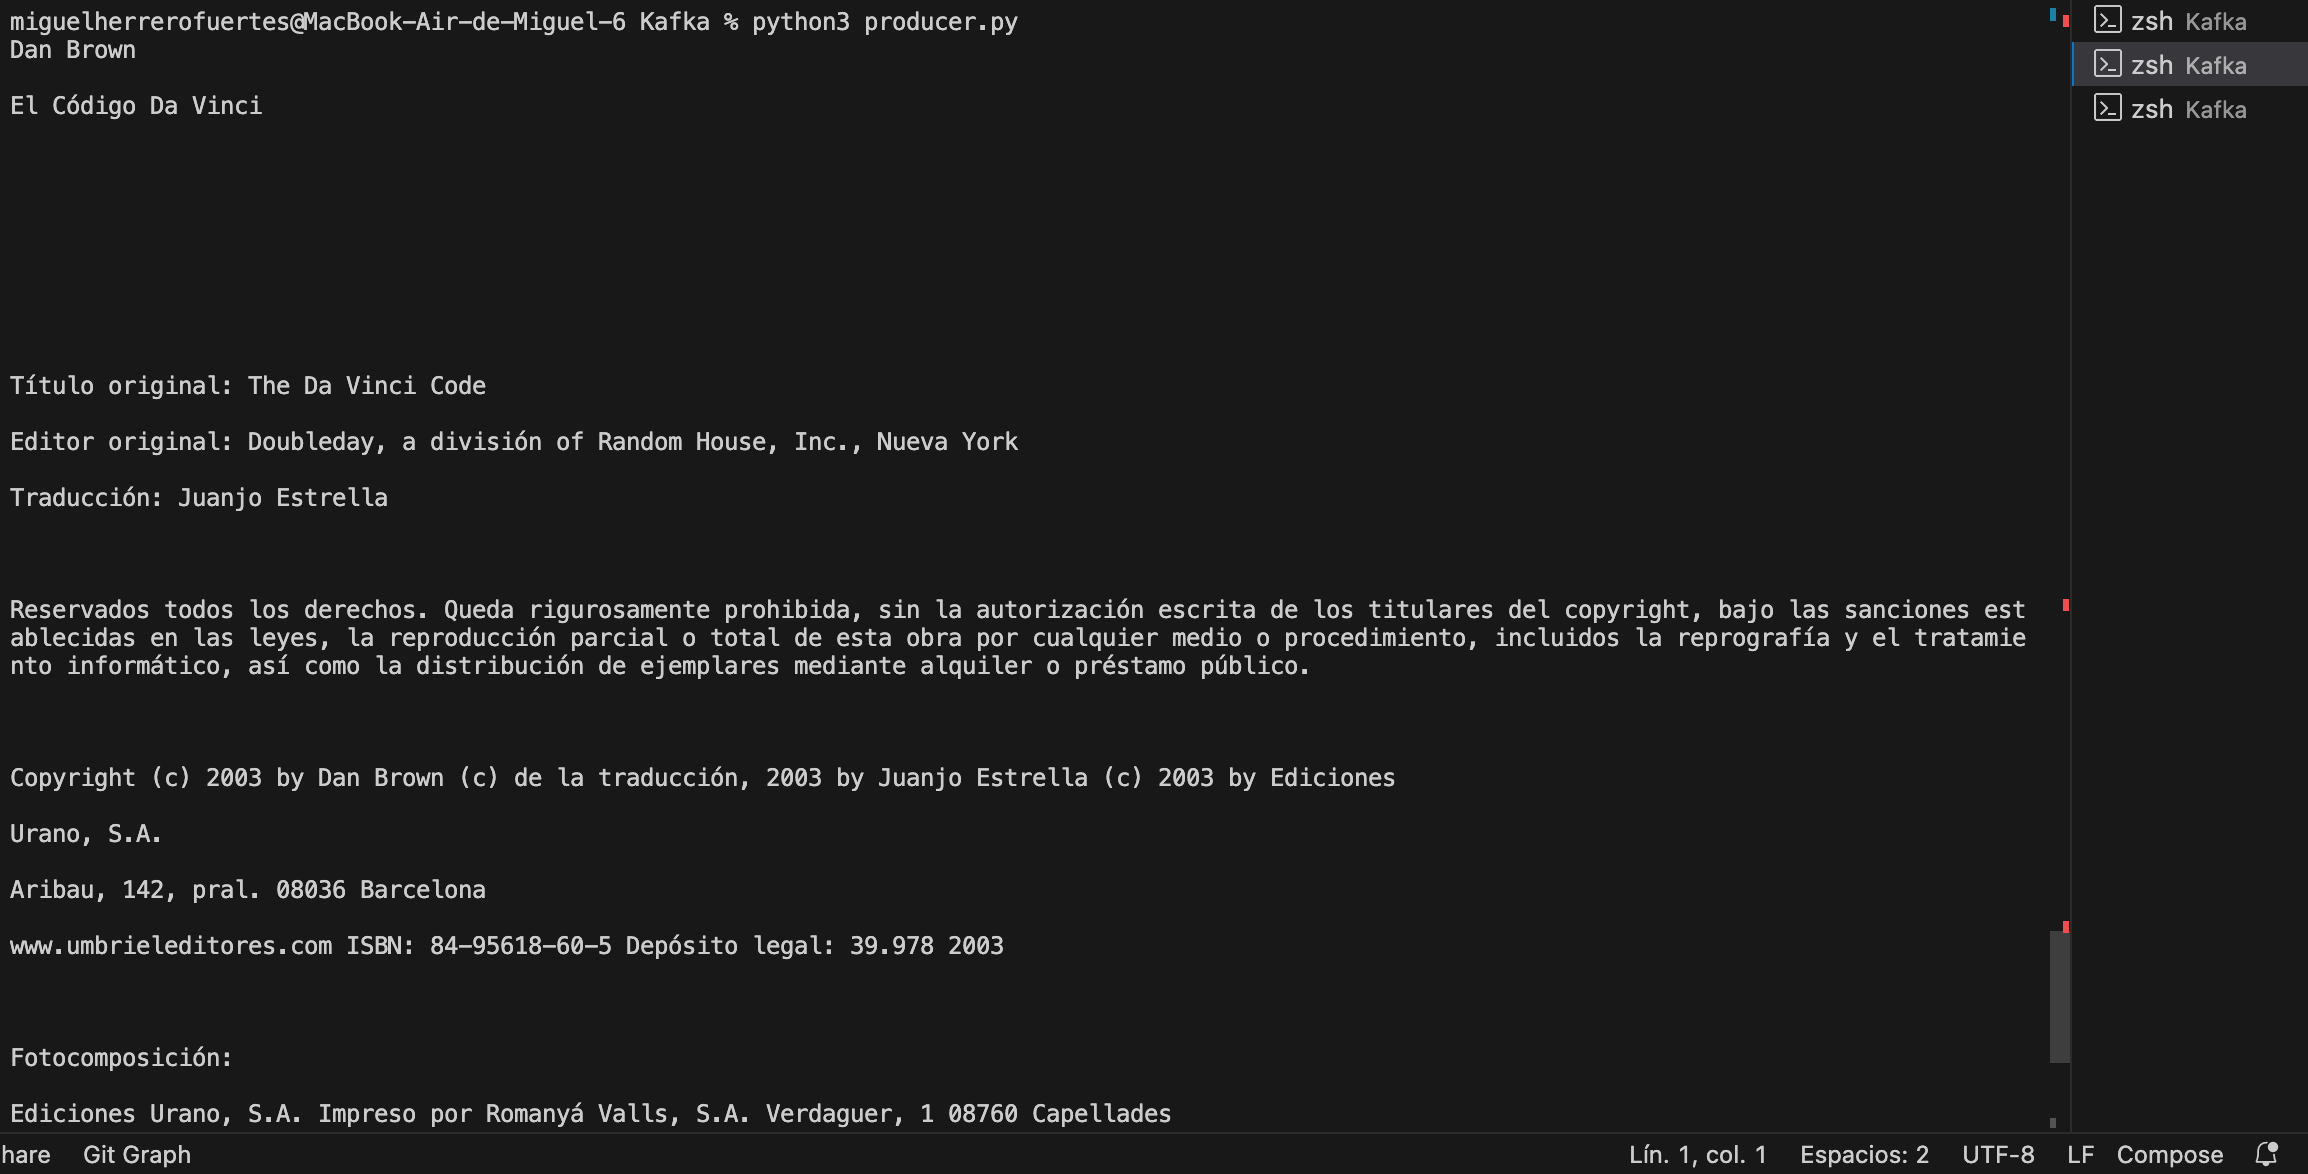 miguelherrerofuertes@MacBook-Air-de-Miguel-6 Kafka % python3 producer.py
Dan Brown
El Código Da Vinci
Título original: The Da Vinci Code
Editor original: Doubleday, a división of Random House, Inc., Nueva York
Traducción: Juanjo Estrella
Reservados todos los derechos. Queda rigurosamente prohibida, sin la autorización escrita de los titulares del copyright, bajo las sanciones est
ablecidas en las leyes, la reproducción parcial o total de esta obra por cualquier medio o procedimiento, incluidos la reprografía y el tratamie
nto informático, así como la distribución de ejemplares mediante alquiler o préstamo público.
Copyright (c) 2003 by Dan Brown (c) de la traducción, 2003 by Juanjo Estrella (c) 2003 by Ediciones
Urano, S.A.
Aribau, 142, pral. 08036 Barcelona
www.umbrieleditores.com ISBN: 84-95618-60-5 Depósito legal: 39.978 2003
Fotocomposición:
Ediciones Urano, S.A. Impreso por Romanyá Valls, S.A. Verdaguer, 1 08760 Capellades
zsh Kafka
zsh Kafka
zsh Kafka
hare Git Graph Lín. 1, col. 1 Espacios: 2 UTF-8 LF Compose